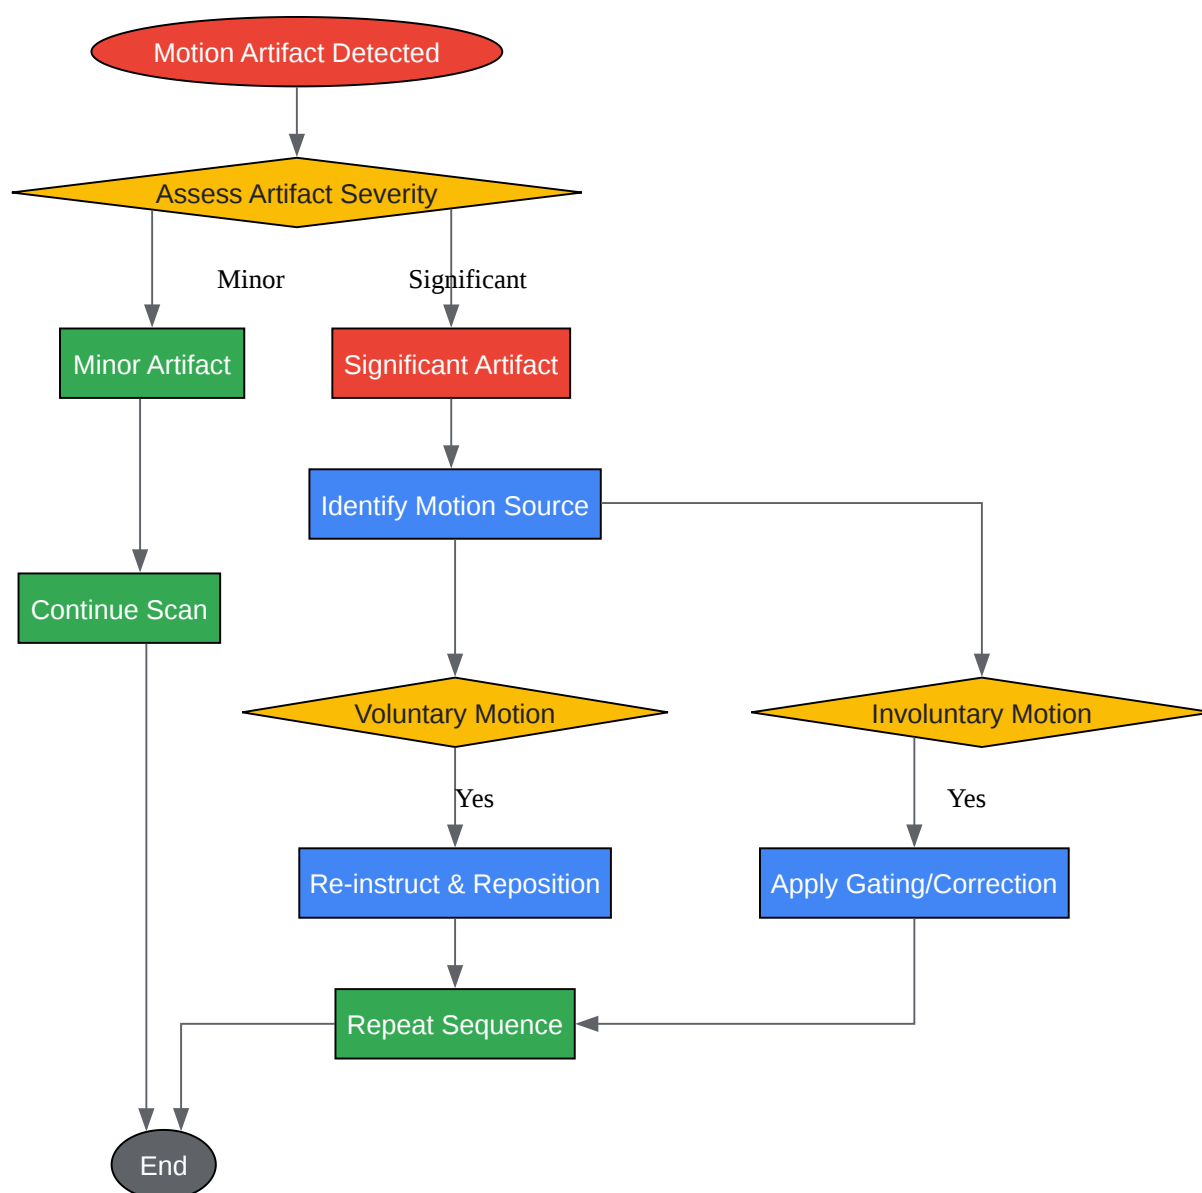 Motion Artifact Detected
Assess Artifact Severity
Minor
Significant
Minor Artifact
Significant Artifact
Identify Motion Source
Continue Scan
Voluntary Motion
Involuntary Motion
Yes
Yes
Re-instruct & Reposition
Apply Gating/Correction
Repeat Sequence
End